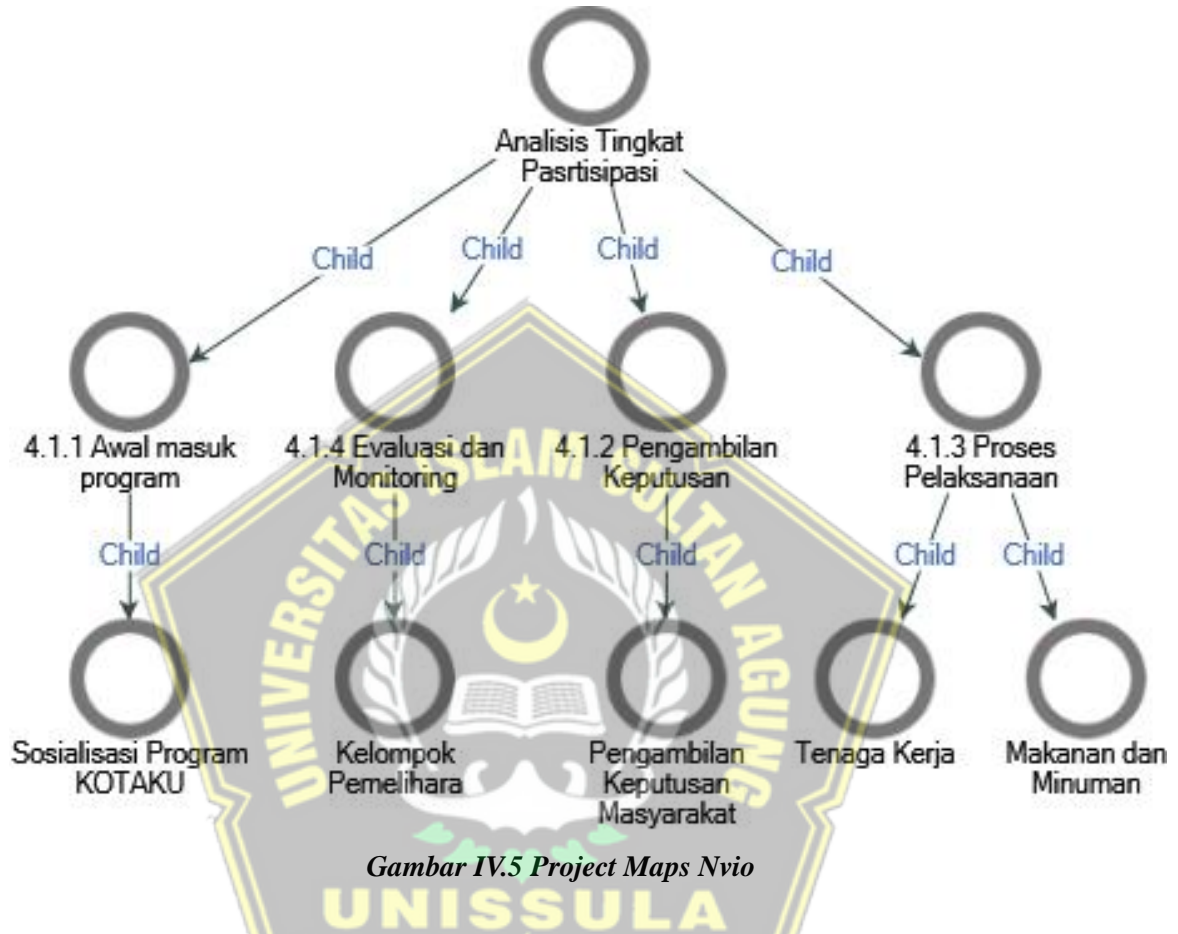 Analisis Tingkat
Pasrtisipasi
Child
Child
Child
Child
4.1.1 Awal masuk
program
4.1.4 Evaluasi dan
Monitoring
4.1.2 Pengambilan
Keputusan
4.1.3 Proses
Pelaksanaan
Child
Child
Child
Child
Child
Sosialisasi Program
KOTAKU
Kelompok
Pemelihara
Pengambilan
Keputusan
Masyarakat
Tenaga Kerja
Makanan dan
Minuman
UNIVERSITAS ISLAM SULTAN AGUNG
Gambar IV.5 Project Maps Nvio
UNISSULA